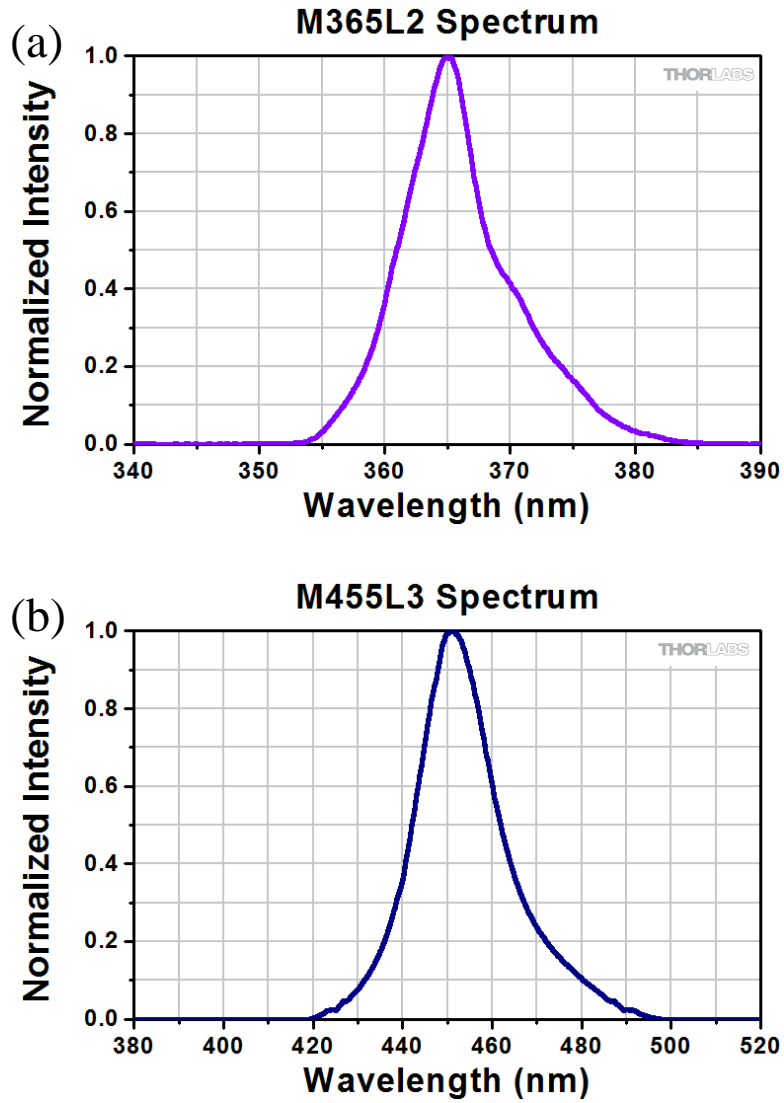 (a)
M365L2 Spectrum
THORLABS
Normalized Intensity
1.0
0.8
0.6
0.4
0.2
0.0
340 350 360 370 380 390
Wavelength (nm)
(b)
M455L3 Spectrum
THORLABS
Normalized Intensity
1.0
0.8
0.6
0.4
0.2
0.0
380 400 420 440 460 480 500 520
Wavelength (nm)